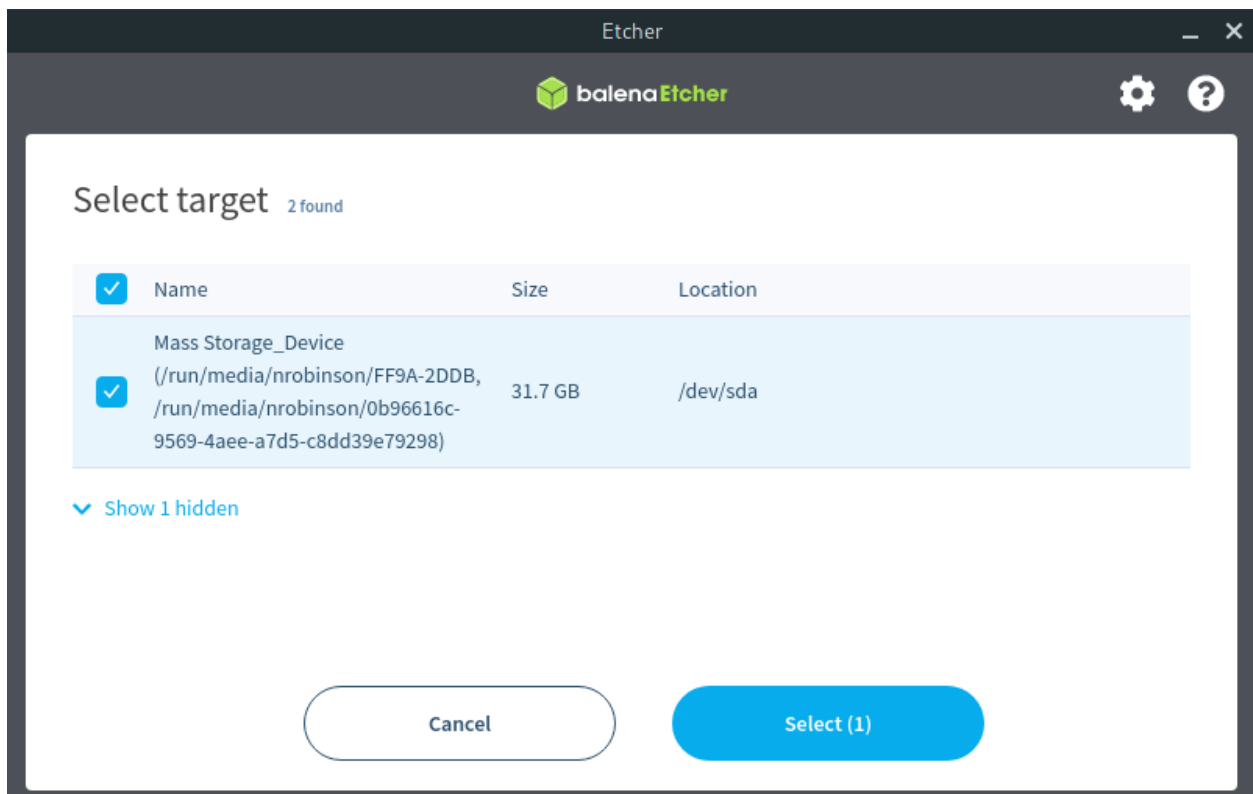 Etcher
balenaEtcher
Select target 2 found
Name Size Location
Mass Storage_Device
(/run/media/nrobinson/FF9A-2DDB,
/run/media/nrobinson/0b96616c-
9569-4aee-a7d5-c8dd39e79298)
31.7 GB /dev/sda
Show 1 hidden
Cancel Select (1)